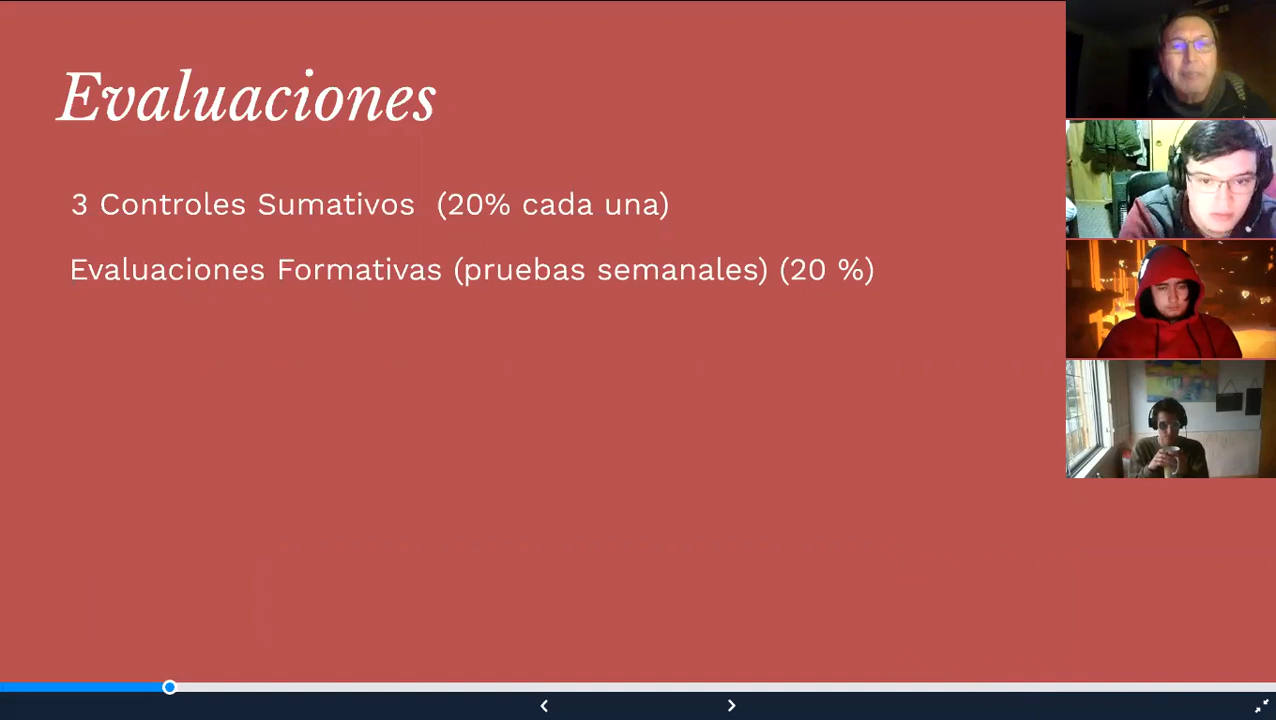 Evaluaciones
3 Controles Sumativos (20% cada una)
Evaluaciones Formativas (pruebas semanales) (20 %)